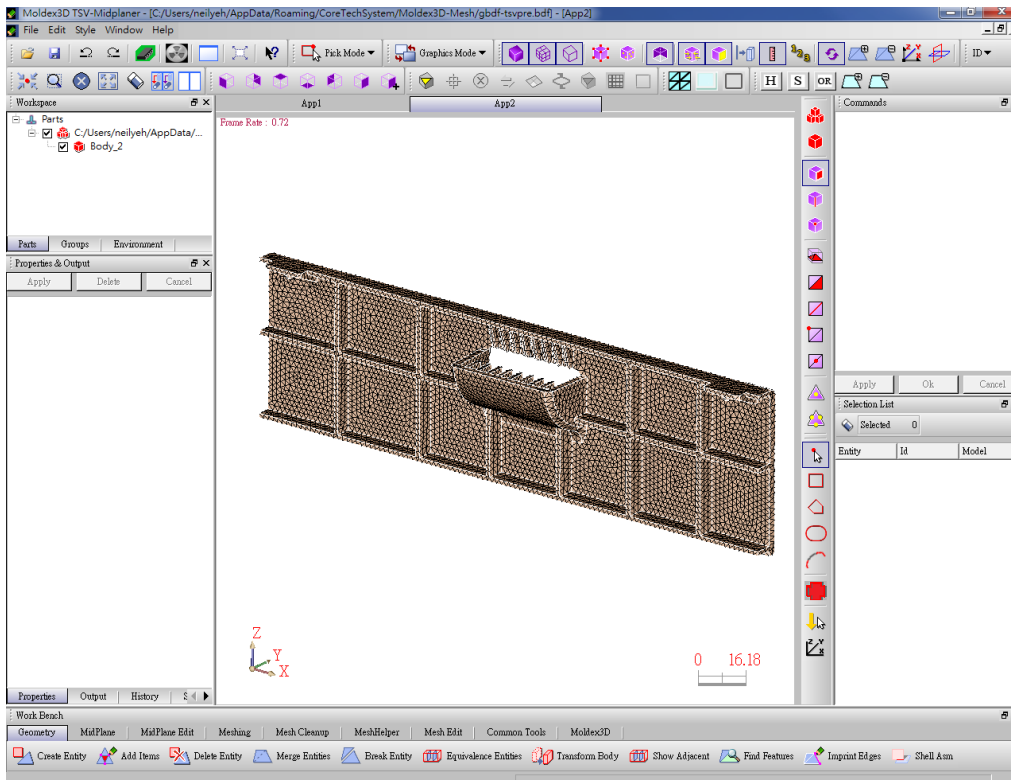 Moldex3D TSV-Midplaner - [C:/Users/neilyeh/AppData/Roaming/CoreTechSystem/Moldex3D-Mesh/gbdf-tsvpre.bdf] - [App2]
File Edit Style Window Help
Pick Mode Graphics Mode ID
H S OR
Workspace
App1 App2
Commands
Frame Rate : 0.72
Parts
C:/Users/neilyeh/AppData/...
Body_2
Parts Groups Environment
Properties & Output
Apply Delete Cancel
Apply Ok Cancel
Selection List
Selected 0
Entity Id Model
Z
Y
X
0 16.18
Properties Output History
Work Bench
Geometry MidPlane MidPlane Edit Meshing Mesh Cleanup MeshHelper Mesh Edit Common Tools Moldex3D
Create Entity Add Items Delete Entity Merge Entities Break Entity Equivalence Entities Transform Body Show Adjacent Find Features Imprint Edges Shell Asm